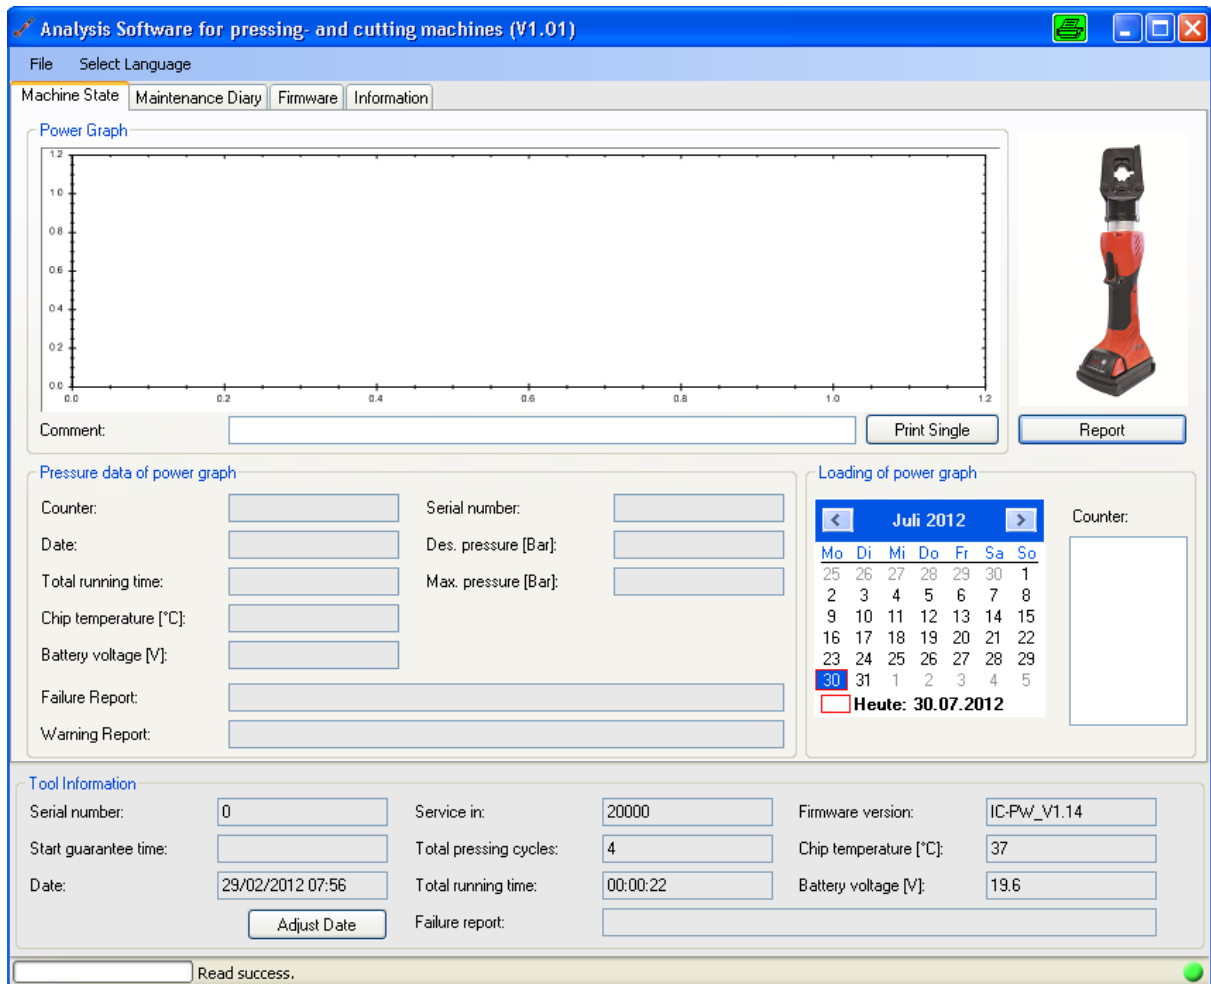 Analysis Software for pressing- and cutting machines (V1.01)
File Select Language
Machine State Maintenance Diary Firmware Information
Power Graph
1.2
1.0
0.8
0.6
0.4
0.2
0.0
0.0 0.2 0.4 0.6 0.8 1.0 1.2
Comment: Print Single Report
Pressure data of power graph
Counter: Serial number:
Date: Des. pressure [Bar]:
Total running time: Max. pressure [Bar]:
Chip temperature [°C]:
Battery voltage [V]:
Failure Report:
Warning Report:
Loading of power graph
Juli 2012
Mo Di Mi Do Fr Sa So
25 26 27 28 29 30 1
2 3 4 5 6 7 8
9 10 11 12 13 14 15
16 17 18 19 20 21 22
23 24 25 26 27 28 29
30 31 1 2 3 4 5
Heute: 30.07.2012
Counter:
Tool Information
Serial number: 0 Service in: 20000 Firmware version: IC-PW_V1.14
Start guarantee time: Total pressing cycles: 4 Chip temperature [°C]: 37
Date: 29/02/2012 07:56 Total running time: 00:00:22 Battery voltage [V]: 19.6
Adjust Date Failure report:
Read success.